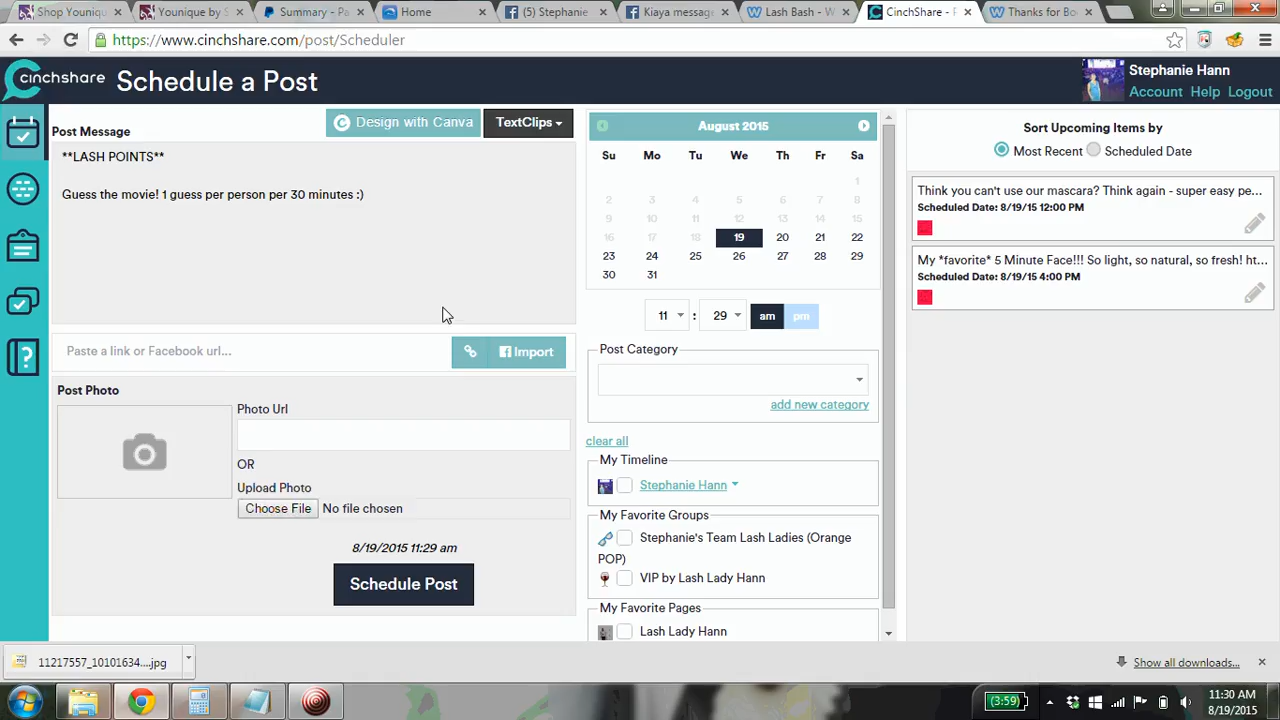 Shop Youniqu
Youniqu by S
Summary - Pa
Home
(5) Stephanie
Kiaya messag
Lash Bash - W
CinchShare - F
Thanks for Bo
https://www.cinchshare.com/post/Scheduler
cinchshare
Schedule a Post
Stephanie Hann
Account Help Logout
Post Message
Design with Canva
TextClips
**LASH POINTS**
Guess the movie! 1 guess per person per 30 minutes :)
Paste a link or Facebook url...
Import
Post Photo
Photo Url
OR
Upload Photo
Choose File No file chosen
8/19/2015 11:29 am
Schedule Post
August 2015
Su Mo Tu We Th Fr Sa
1
2 3 4 5 6 7 8
9 10 11 12 13 14 15
16 17 18 19 20 21 22
23 24 25 26 27 28 29
30 31
11 : 29 am pm
Post Category
add new category
clear all
My Timeline
Stephanie Hann
My Favorite Groups
Stephanie's Team Lash Ladies (Orange
POP)
VIP by Lash Lady Hann
My Favorite Pages
Lash Lady Hann
Sort Upcoming Items by
Most Recent Scheduled Date
Think you can't use our mascara? Think again - super easy pe...
Scheduled Date: 8/19/15 12:00 PM
My *favorite* 5 Minute Face!!! So light, so natural, so fresh! ht...
Scheduled Date: 8/19/15 4:00 PM
11217557_10101634....jpg
Show all downloads...
(3:59)
11:30 AM
8/19/2015